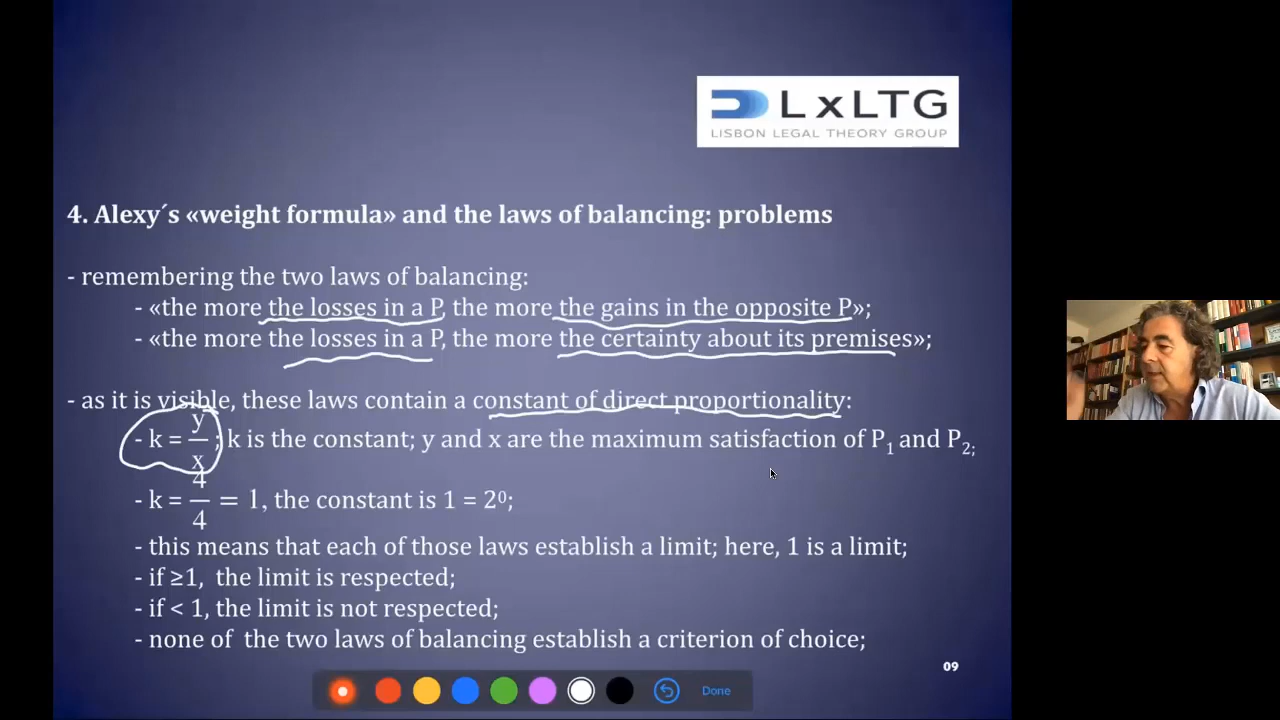 LxLTG
LISBON LEGAL THEORY GROUP
4. Alexy´s «weight formula» and the laws of balancing: problems
- remembering the two laws of balancing:
- «the more the losses in a P, the more the gains in the opposite P»;
- «the more the losses in a P, the more the certainty about its premises»;
- as it is visible, these laws contain a constant of direct proportionality:
- k = y/x ; k is the constant; y and x are the maximum satisfaction of P₁ and P₂;
- k = 4/4 = 1, the constant is 1 = 2⁰;
- this means that each of those laws establish a limit; here, 1 is a limit;
- if ≥1, the limit is respected;
- if < 1, the limit is not respected;
- none of the two laws of balancing establish a criterion of choice;
09
Done